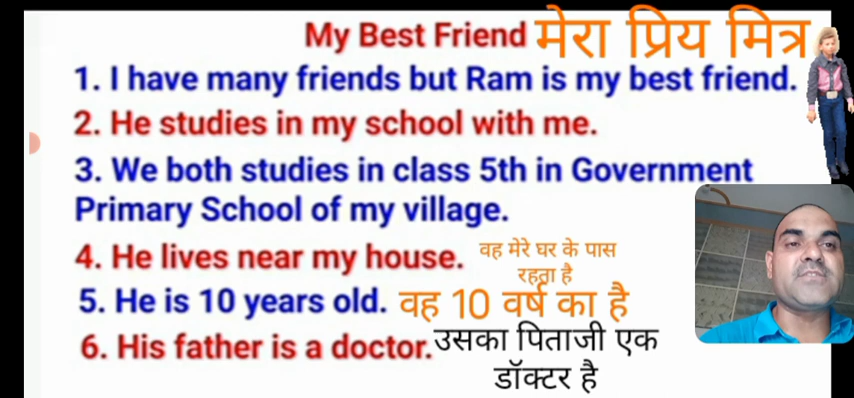 My Best Friend मेरा प्रिय मित्र
1. I have many friends but Ram is my best friend.
2. He studies in my school with me.
3. We both studies in class 5th in Government
Primary School of my village.
4. He lives near my house. वह मेरे घर के पास
रहता है
5. He is 10 years old. वह 10 वर्ष का है
6. His father is a doctor. उसका पिताजी एक
डॉक्टर है